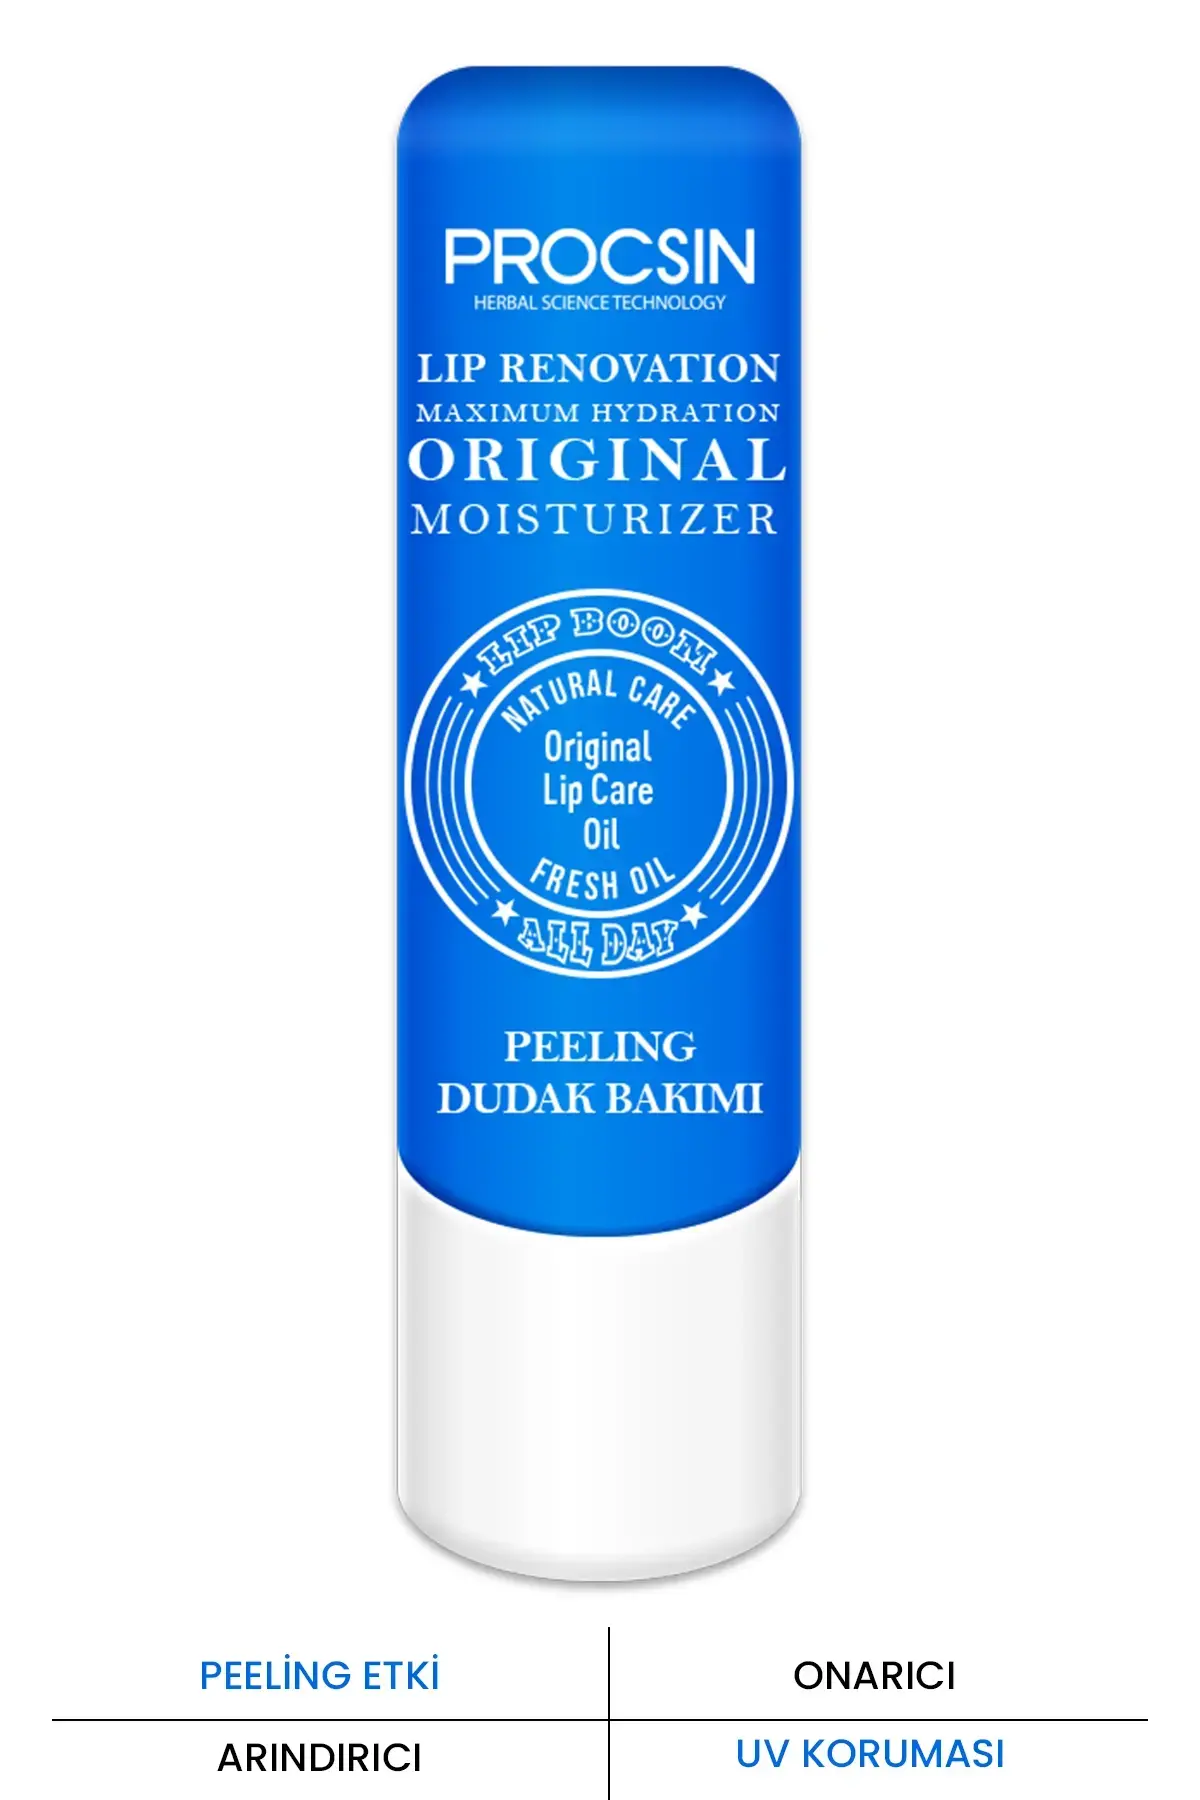 PROCSIN
HERBAL SCIENCE TECHNOLOGY
LIP RENOVATION
MAXIMUM HYDRATION
ORIGINAL
MOISTURIZER
LIP BOOM
NATURAL CARE
Original
Lip Care
Oil
FRESH OIL
ALL DAY
PEELING
DUDAK BAKIMI
PEELİNG ETKİ
ONARICI
ARINDIRICI
UV KORUMASI